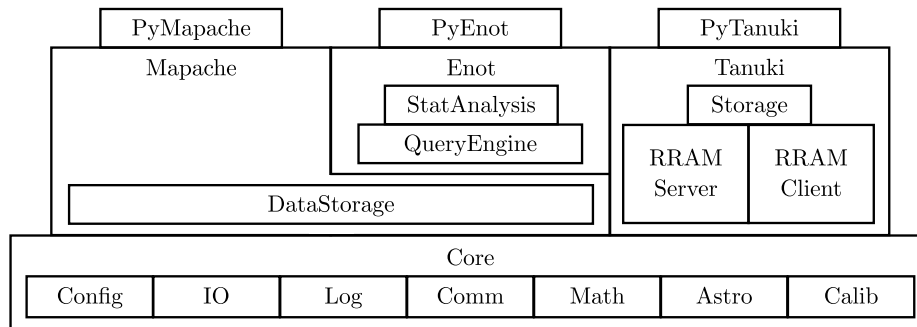 PyMapache
PyEnot
PyTanuki
Mapache
Enot
Tanuki
StatAnalysis
Storage
QueryEngine
RRAM
Server
RRAM
Client
DataStorage
Core
Config
IO
Log
Comm
Math
Astro
Calib